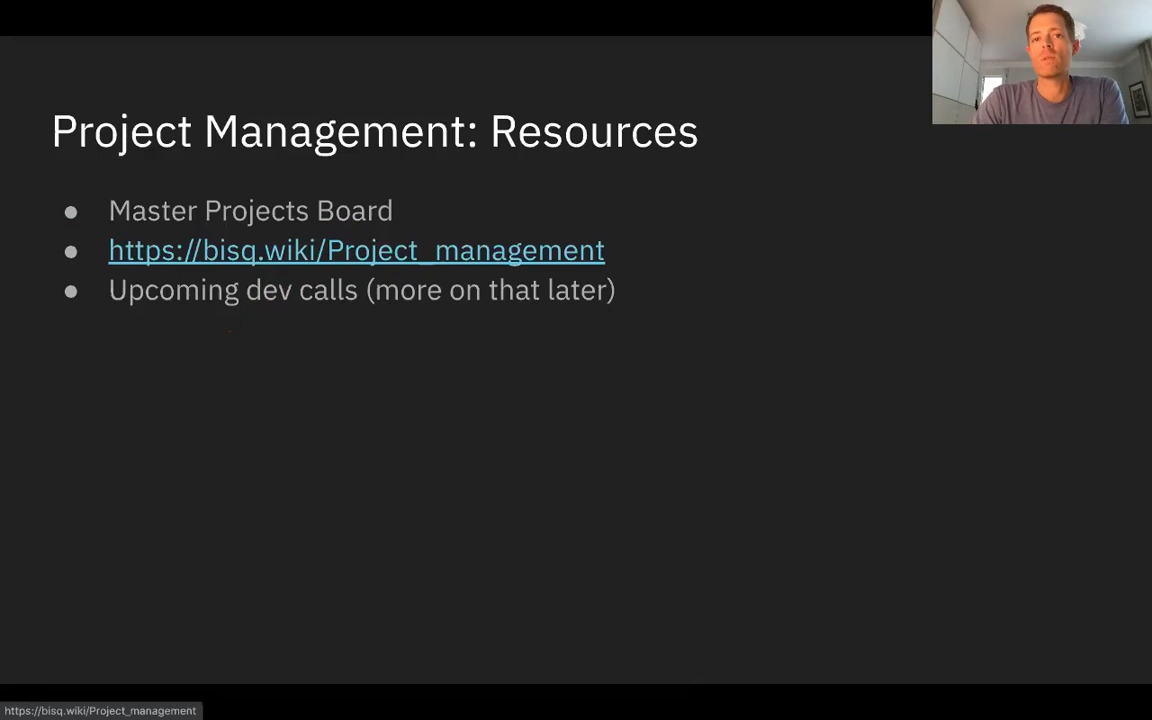 Project Management: Resources
● Master Projects Board
● https://bisq.wiki/Project_management
● Upcoming dev calls (more on that later)
https://bisq.wiki/Project_management